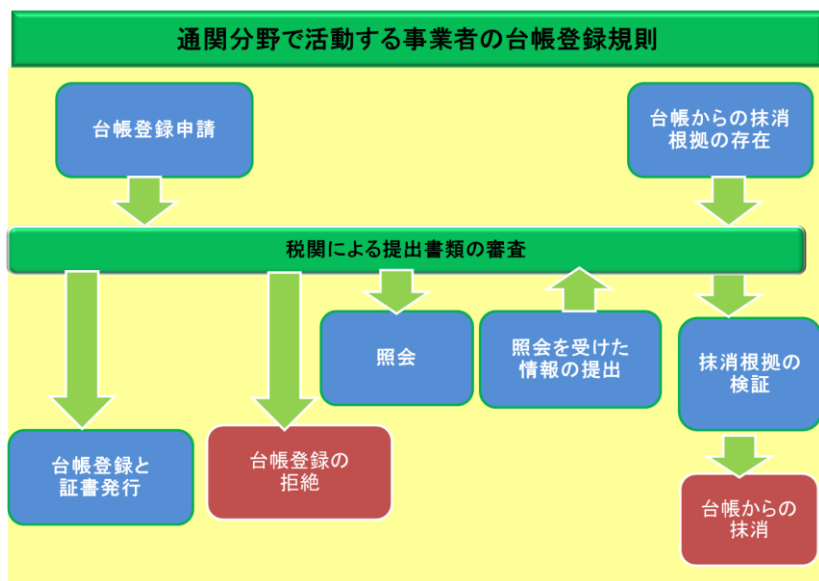 通関分野で活動する事業者の台帳登録規則
台帳登録申請
台帳からの抹消
根拠の存在
税関による提出書類の審査
照会
照会を受けた
情報の提出
抹消根拠の
検証
台帳登録と
証書発行
台帳登録の
拒絶
台帳からの
抹消